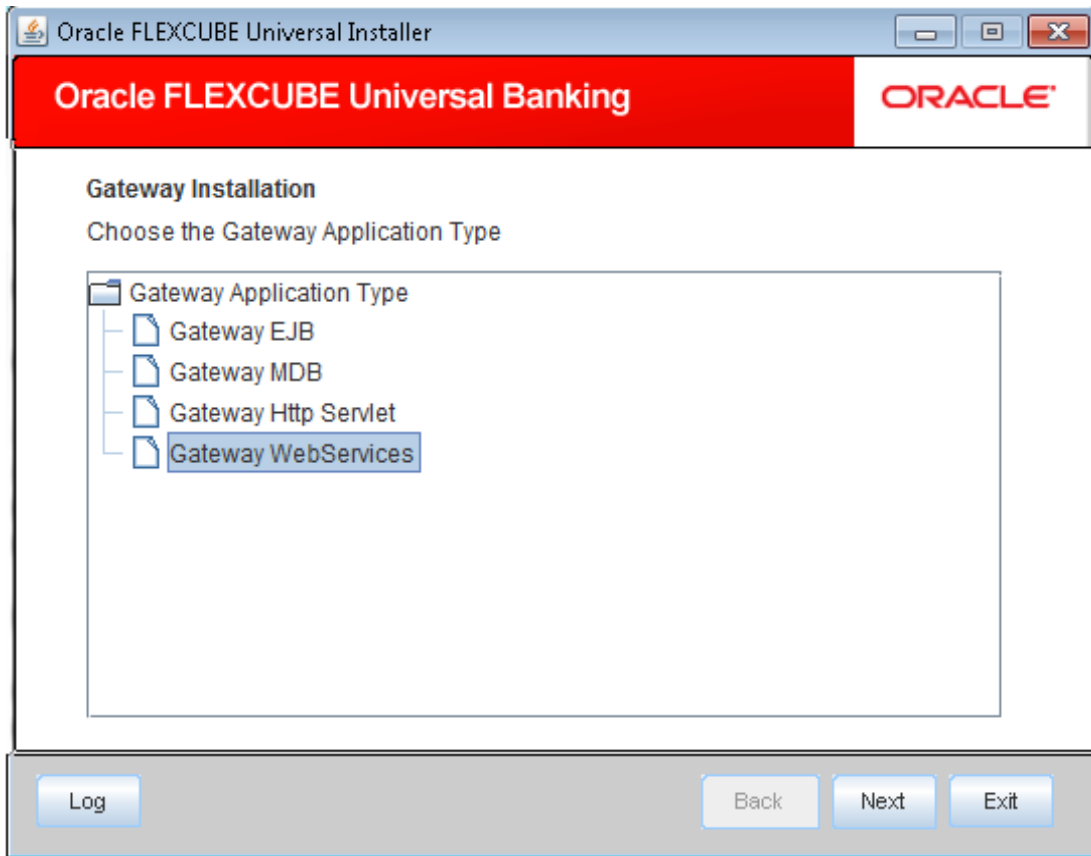 Oracle FLEXCUBE Universal Installer
Oracle FLEXCUBE Universal Banking
ORACLE
Gateway Installation
Choose the Gateway Application Type
Gateway Application Type
Gateway EJB
Gateway MDB
Gateway Http Servlet
Gateway WebServices
Log
Back
Next
Exit